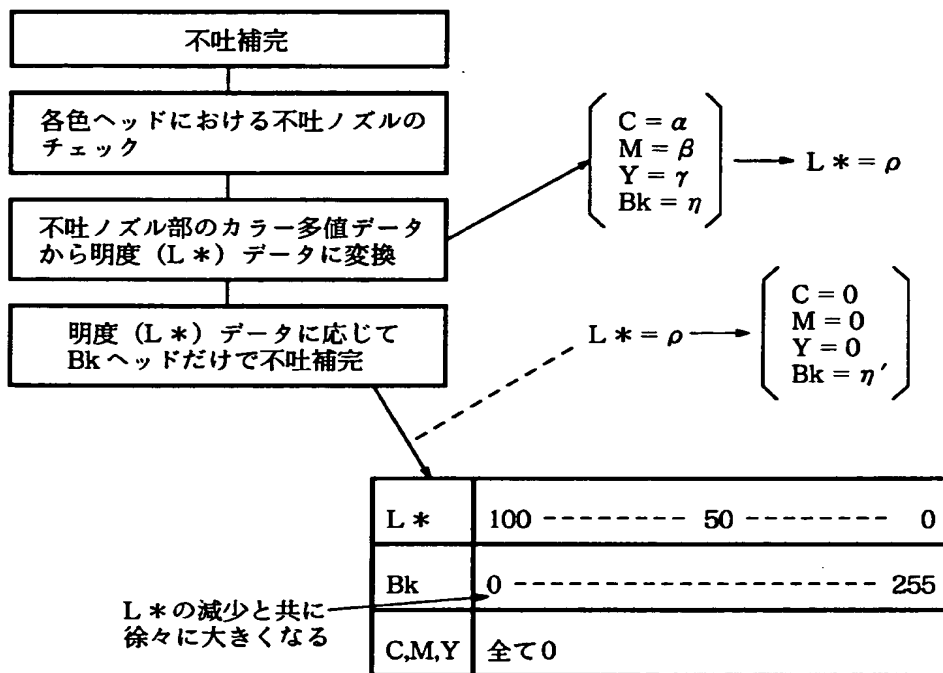 不吐補完
各色ヘッドにおける不吐ノズルの
チェック
不吐ノズル部のカラー多値データ
から明度(L*)データに変換
明度(L*)データに応じて
Bkヘッドだけで不吐補完
C = α
M = β
Y = γ
Bk = η
L* = ρ
L* = ρ
C = 0
M = 0
Y = 0
Bk = η′
L* 100 --------- 50 --------- 0
Bk 0 --------------------- 255
C,M,Y 全て0
L*の減少と共に
徐々に大きくなる